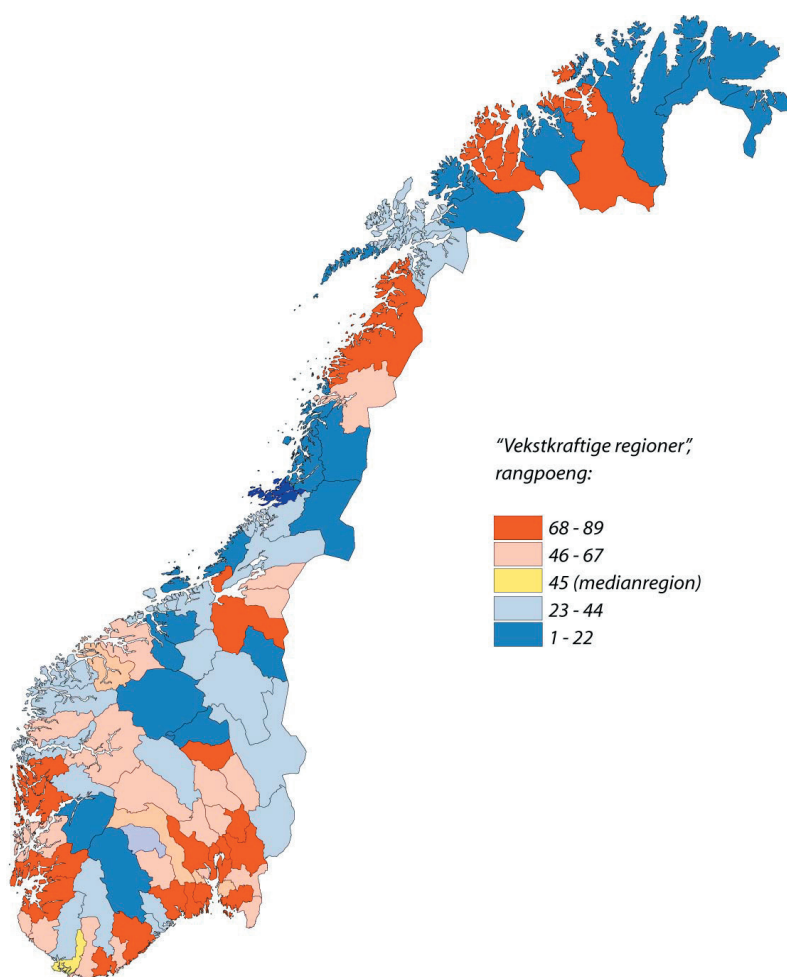 "Vekstkraftige regioner",
rangpoeng:
68 - 89
46 - 67
45 (medianregion)
23 - 44
1 - 22